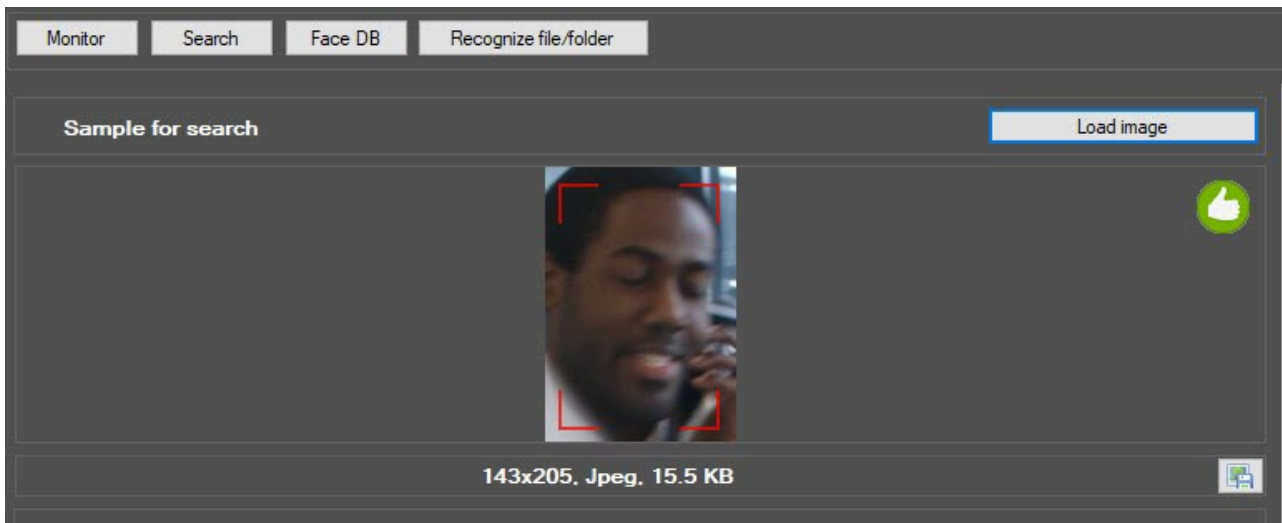 Monitor Search Face DB Recognize file/folder
Sample for search Load image
143x205, Jpeg, 15.5 KB